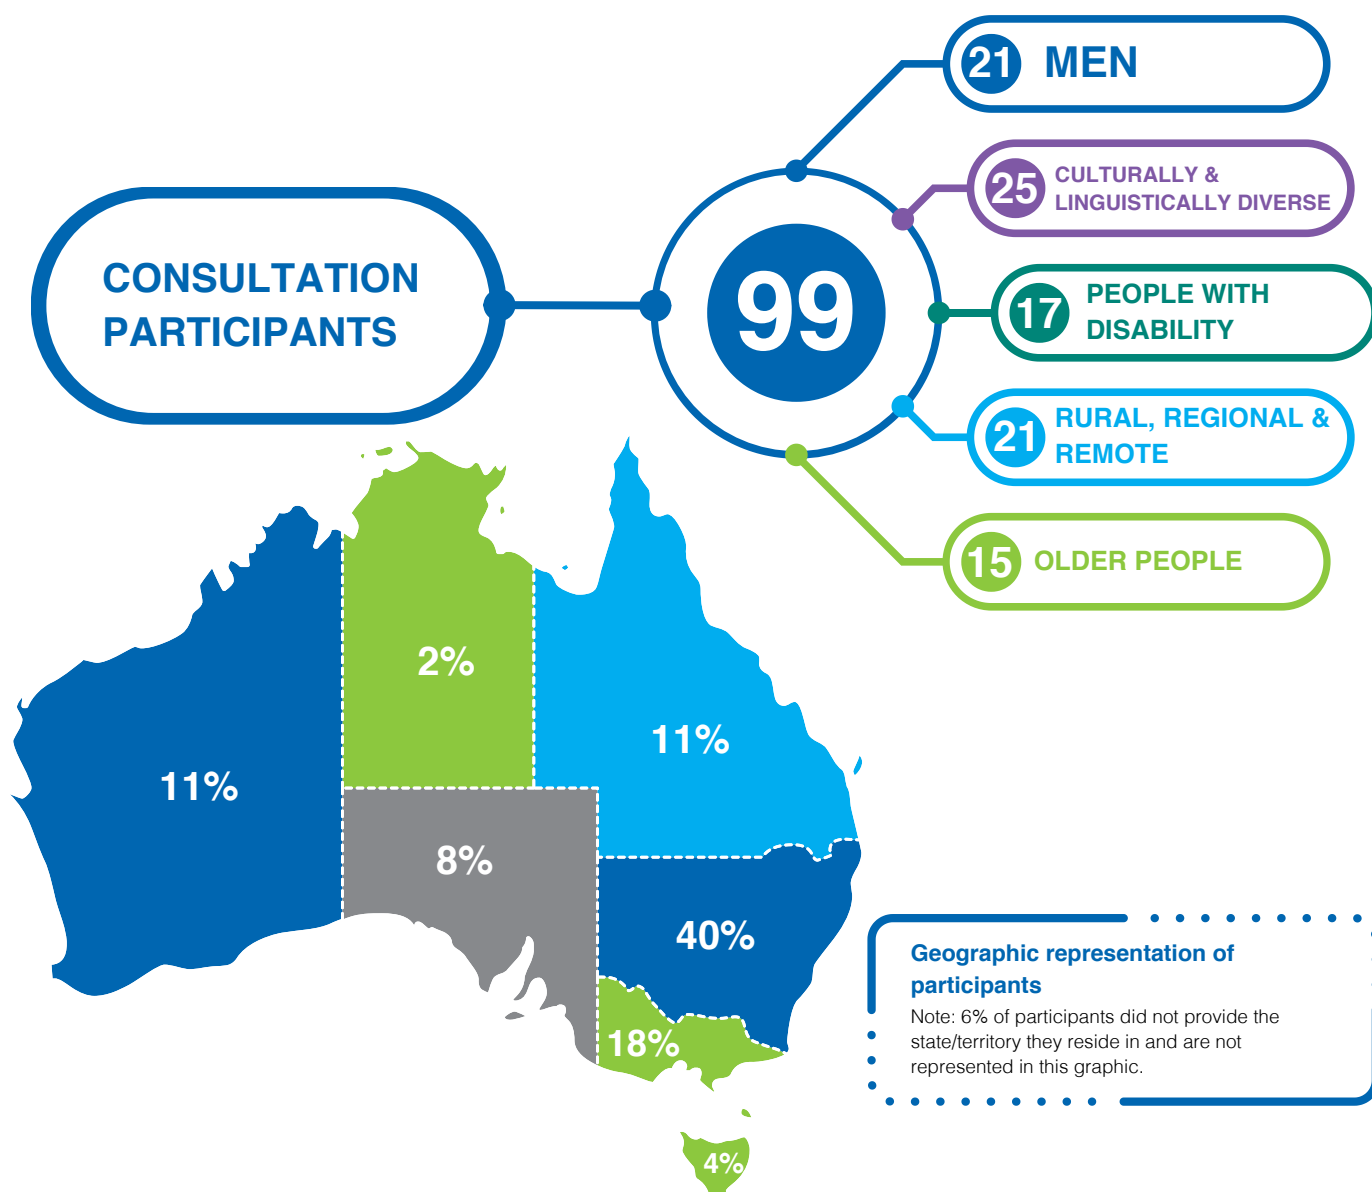 CONSULTATION
PARTICIPANTS
99
21 MEN
25 CULTURALLY &
LINGUISTICALLY DIVERSE
17 PEOPLE WITH
DISABILITY
21 RURAL, REGIONAL &
REMOTE
15 OLDER PEOPLE
2%
11%
11%
8%
40%
18%
4%
Geographic representation of
participants
Note: 6% of participants did not provide the
state/territory they reside in and are not
represented in this graphic.